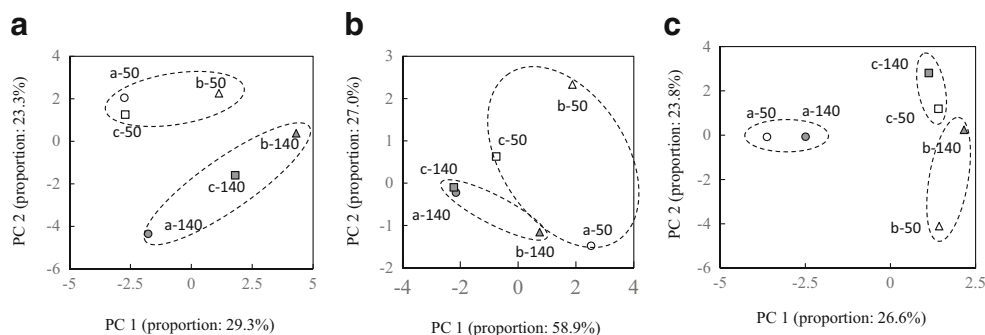 a
PC 2 (proportion: 23.3%)
4
2
0
-2
-4
-6
-5
-2.5
0
2.5
5
a-50
b-50
c-50
b-140
c-140
a-140
PC 1 (proportion: 29.3%)
b
PC 2 (proportion: 27.0%)
3
2
1
0
-1
-2
-4
-2
0
2
4
b-50
c-50
c-140
a-140
b-140
a-50
PC 1 (proportion: 58.9%)
c
PC 2 (proportion: 23.8%)
4
2
0
-2
-4
-6
-5
-2.5
0
2.5
c-140
a-50
a-140
c-50
b-140
b-50
PC 1 (proportion: 26.6%)